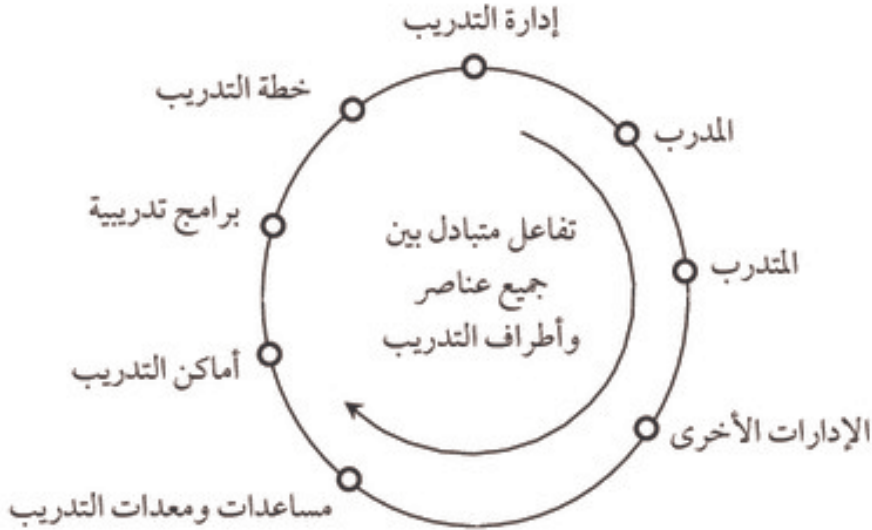 إدارة التدريب
خطة التدريب
المدرب
برامج تدريبية
تفاعل متبادل بين
جميع عناصر
وأطراف التدريب
المتدرب
أماكن التدريب
الإدارات الأخرى
مساعدات ومعدات التدريب